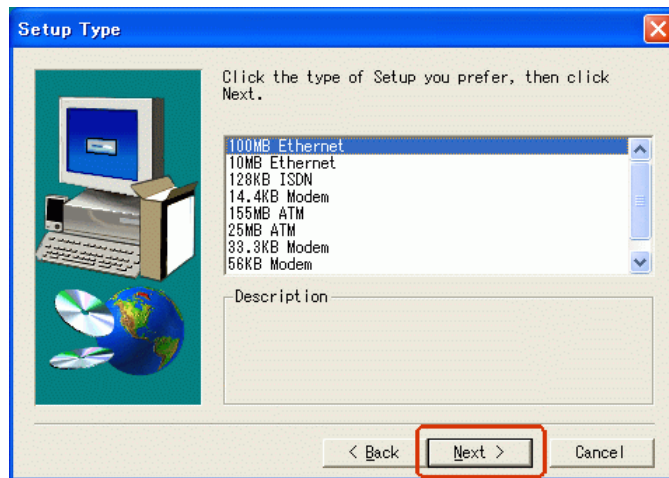 Setup Type
Click the type of Setup you prefer, then click
Next.
100MB Ethernet
10MB Ethernet
128KB ISDN
14.4KB Modem
155MB ATM
25MB ATM
33.3KB Modem
56KB Modem
Description
< Back
Next >
Cancel